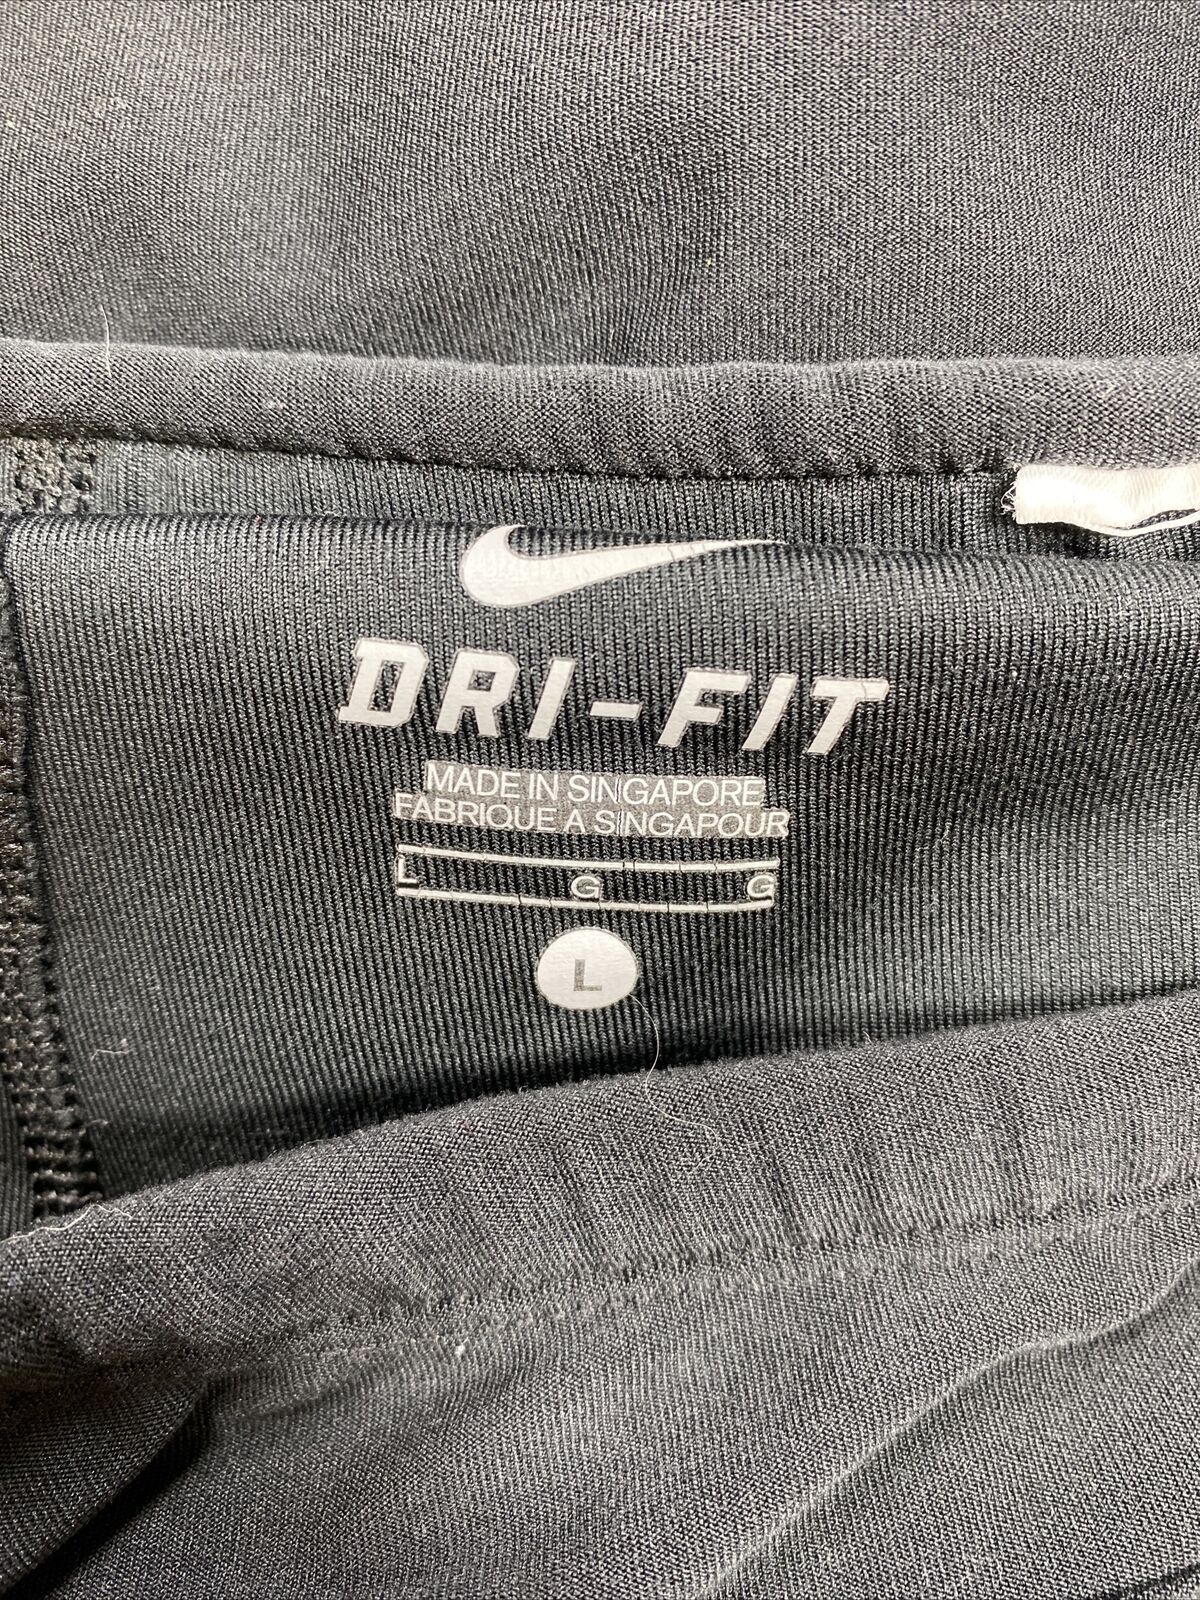 DRI-FIT
MADE IN SINGAPORE
FABRIQUE A SINGAPOUR
L G G
L